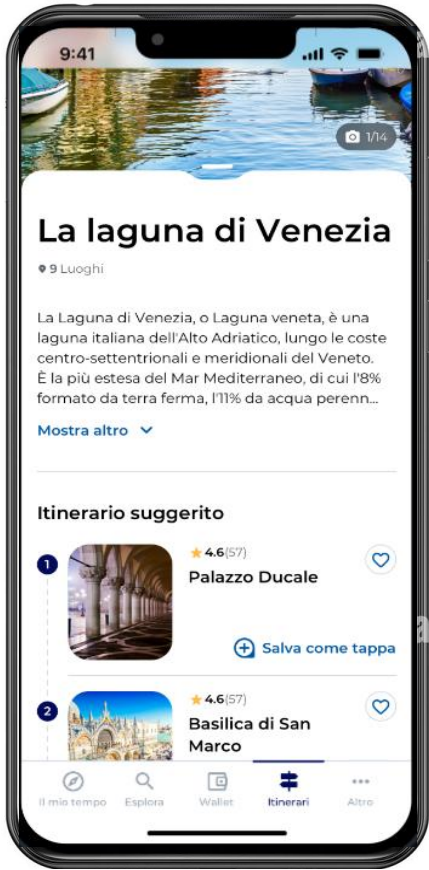 9:41
1/14
La laguna di Venezia
9 Luoghi
La Laguna di Venezia, o Laguna veneta, è una
laguna italiana dell'Alto Adriatico, lungo le coste
centro-settentrionali e meridionali del Veneto.
È la più estesa del Mar Mediterraneo, di cui l'8%
formato da terra ferma, l'11% da acqua perenn...
Mostra altro
Itinerario suggerito
1
4.6(57)
Palazzo Ducale
Salva come tappa
2
4.6(57)
Basilica di San
Marco
Il mio tempo Esplora Wallet Itinerari Altro